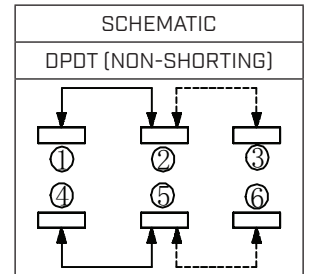 SCHEMATIC
DPDT (NON-SHORTING)
① ② ③
④ ⑤ ⑥